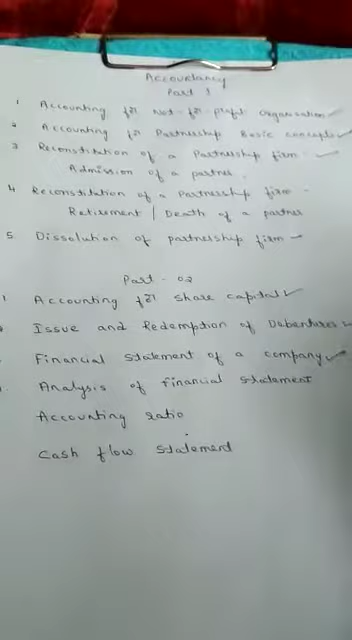 Accountancy
Part 1
1 Accounting for Not-for-profit organisation
2 Accounting for Partnership Basic concepts
3 Reconstitution of a Partnership firm
Admission of a partner.
4 Reconstitution of a Partnership firm -
Retirement / Death of a partner
5. Dissolution of partnership firm
Part - 02
1 Accounting for share capital
Issue and Redemption of Debentures
Financial statement of a company
Analysis of Financial statement
Accounting ratio
Cash flow statement